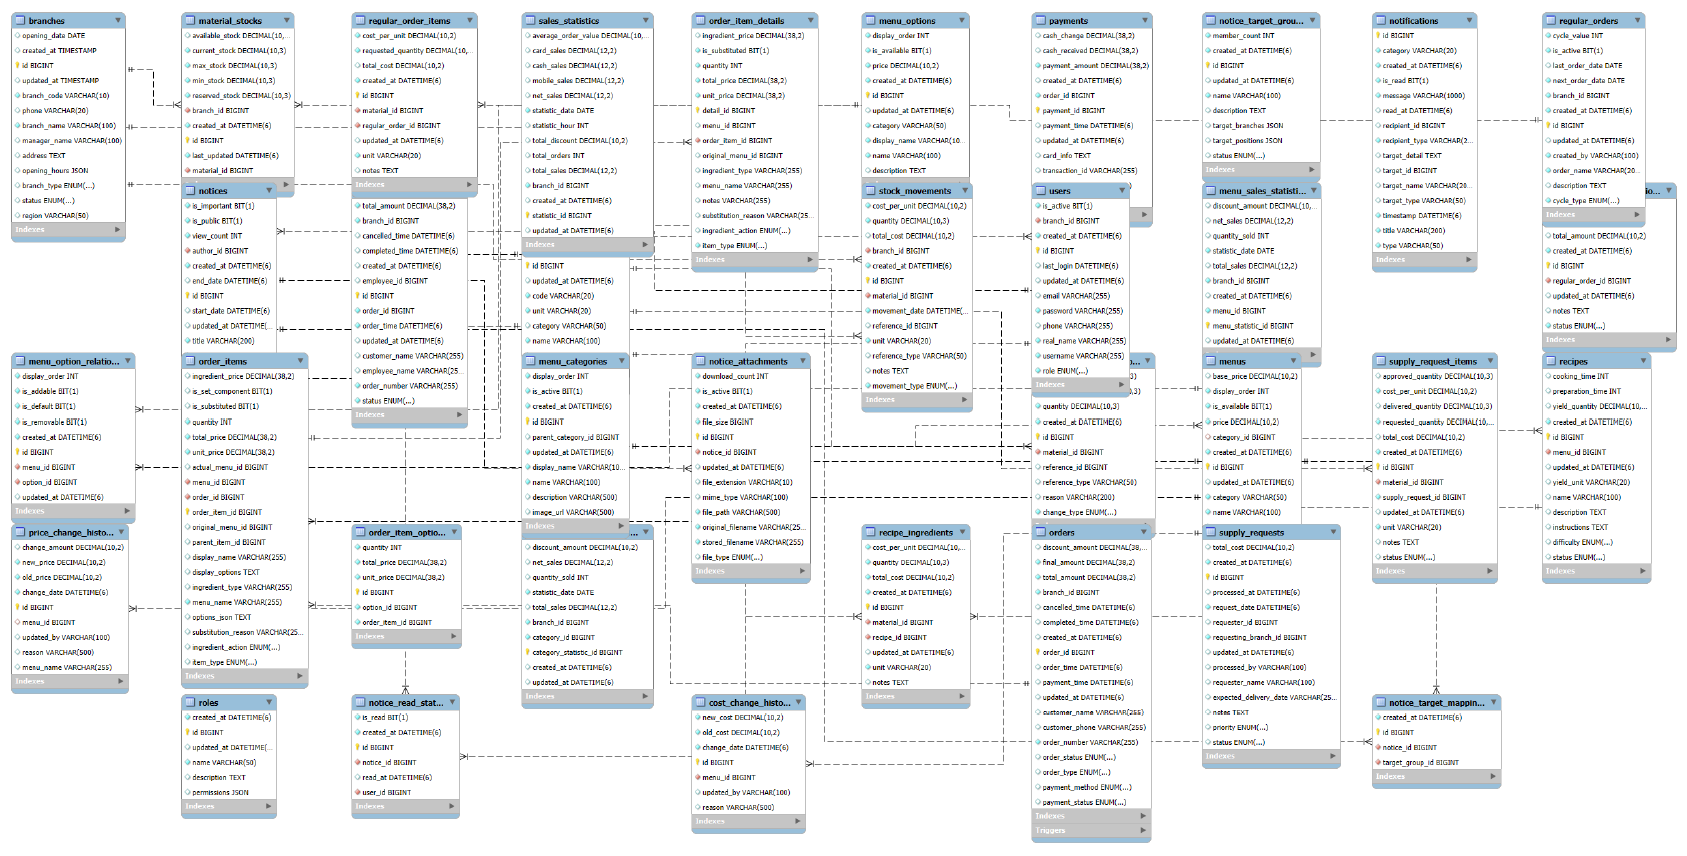 branches
opening_date DATE
created_at TIMESTAMP
id BIGINT
updated_at TIMESTAMP
branch_code VARCHAR(10)
phone VARCHAR(20)
branch_name VARCHAR(100)
manager_name VARCHAR(100)
address TEXT
opening_hours JSON
branch_type ENUM(...)
status ENUM(...)
region VARCHAR(50)
Indexes
material_stocks
available_stock DECIMAL(10,...
current_stock DECIMAL(10,3)
max_stock DECIMAL(10,3)
min_stock DECIMAL(10,3)
reserved_stock DECIMAL(10,3)
branch_id BIGINT
created_at DATETIME(6)
id BIGINT
last_updated DATETIME(6)
material_id BIGINT
regular_order_items
cost_per_unit DECIMAL(10,2)
requested_quantity DECIMAL(10,...
total_cost DECIMAL(10,2)
created_at DATETIME(6)
id BIGINT
material_id BIGINT
regular_order_id BIGINT
updated_at DATETIME(6)
unit VARCHAR(20)
notes TEXT
Indexes
sales_statistics
average_order_value DECIMAL(10,...
card_sales DECIMAL(12,2)
cash_sales DECIMAL(12,2)
mobile_sales DECIMAL(12,2)
net_sales DECIMAL(12,2)
statistic_date DATE
statistic_hour INT
total_discount DECIMAL(10,2)
total_orders INT
total_sales DECIMAL(12,2)
branch_id BIGINT
created_at DATETIME(6)
statistic_id BIGINT
updated_at DATETIME(6)
Indexes
order_item_details
ingredient_price DECIMAL(38,2)
is_substituted BIT(1)
quantity INT
total_price DECIMAL(38,2)
unit_price DECIMAL(38,2)
detail_id BIGINT
menu_id BIGINT
order_item_id BIGINT
original_menu_id BIGINT
ingredient_type VARCHAR(255)
menu_name VARCHAR(255)
notes VARCHAR(255)
substitution_reason VARCHAR(25...
ingredient_action ENUM(...)
item_type ENUM(...)
Indexes
menu_options
display_order INT
is_available BIT(1)
price DECIMAL(10,2)
created_at DATETIME(6)
id BIGINT
updated_at DATETIME(6)
category VARCHAR(50)
display_name VARCHAR(10...
name VARCHAR(100)
description TEXT
payments
cash_change DECIMAL(38,2)
cash_received DECIMAL(38,2)
payment_amount DECIMAL(38,2)
created_at DATETIME(6)
order_id BIGINT
payment_id BIGINT
payment_time DATETIME(6)
updated_at DATETIME(6)
card_info TEXT
transaction_id VARCHAR(255)
notice_target_grou...
member_count INT
created_at DATETIME(6)
id BIGINT
updated_at DATETIME(6)
name VARCHAR(100)
description TEXT
target_branches JSON
target_positions JSON
status ENUM(...)
Indexes
notifications
id BIGINT
category VARCHAR(20)
created_at DATETIME(6)
is_read BIT(1)
message VARCHAR(1000)
read_at DATETIME(6)
recipient_id BIGINT
recipient_type VARCHAR(2...
target_detail TEXT
target_id BIGINT
target_name VARCHAR(20...
target_type VARCHAR(50)
timestamp DATETIME(6)
title VARCHAR(200)
type VARCHAR(50)
Indexes
regular_orders
cycle_value INT
is_active BIT(1)
last_order_date DATE
next_order_date DATE
branch_id BIGINT
created_at DATETIME(6)
id BIGINT
updated_at DATETIME(6)
created_by VARCHAR(100)
order_name VARCHAR(20...
description TEXT
cycle_type ENUM(...)
Indexes
notices
is_important BIT(1)
is_public BIT(1)
view_count INT
author_id BIGINT
created_at DATETIME(6)
end_date DATETIME(6)
id BIGINT
start_date DATETIME(6)
updated_at DATETIME(...
title VARCHAR(200)
total_amount DECIMAL(38,2)
branch_id BIGINT
cancelled_time DATETIME(6)
completed_time DATETIME(6)
created_at DATETIME(6)
employee_id BIGINT
id BIGINT
order_id BIGINT
order_time DATETIME(6)
updated_at DATETIME(6)
customer_name VARCHAR(255)
employee_name VARCHAR(25...
order_number VARCHAR(255)
status ENUM(...)
Indexes
id BIGINT
updated_at DATETIME(6)
code VARCHAR(20)
unit VARCHAR(20)
category VARCHAR(50)
name VARCHAR(100)
stock_movements
cost_per_unit DECIMAL(10,2)
quantity DECIMAL(10,3)
total_cost DECIMAL(10,2)
branch_id BIGINT
created_at DATETIME(6)
id BIGINT
material_id BIGINT
movement_date DATETIME...
reference_id BIGINT
unit VARCHAR(20)
reference_type VARCHAR(50)
notes TEXT
movement_type ENUM(...)
Indexes
users
is_active BIT(1)
branch_id BIGINT
created_at DATETIME(6)
id BIGINT
last_login DATETIME(6)
updated_at DATETIME(6)
email VARCHAR(255)
password VARCHAR(255)
phone VARCHAR(255)
real_name VARCHAR(255)
username VARCHAR(255)
role ENUM(...)
Indexes
menu_sales_statisti...
discount_amount DECIMAL(10,...
net_sales DECIMAL(12,2)
quantity_sold INT
statistic_date DATE
total_sales DECIMAL(12,2)
branch_id BIGINT
created_at DATETIME(6)
menu_id BIGINT
menu_statistic_id BIGINT
updated_at DATETIME(6)
total_amount DECIMAL(10,2)
created_at DATETIME(6)
id BIGINT
regular_order_id BIGINT
updated_at DATETIME(6)
notes TEXT
status ENUM(...)
Indexes
menu_option_relatio...
display_order INT
is_addable BIT(1)
is_default BIT(1)
is_removable BIT(1)
created_at DATETIME(6)
id BIGINT
menu_id BIGINT
option_id BIGINT
updated_at DATETIME(6)
Indexes
order_items
ingredient_price DECIMAL(38,2)
is_set_component BIT(1)
is_substituted BIT(1)
quantity INT
total_price DECIMAL(38,2)
unit_price DECIMAL(38,2)
actual_menu_id BIGINT
menu_id BIGINT
order_id BIGINT
order_item_id BIGINT
original_menu_id BIGINT
parent_item_id BIGINT
display_name VARCHAR(255)
display_options TEXT
ingredient_type VARCHAR(255)
menu_name VARCHAR(255)
options_json TEXT
substitution_reason VARCHAR(25...
ingredient_action ENUM(...)
item_type ENUM(...)
Indexes
menu_categories
display_order INT
is_active BIT(1)
created_at DATETIME(6)
id BIGINT
parent_category_id BIGINT
updated_at DATETIME(6)
display_name VARCHAR(10...
name VARCHAR(100)
description VARCHAR(500)
image_url VARCHAR(500)
notice_attachments
download_count INT
is_active BIT(1)
created_at DATETIME(6)
file_size BIGINT
id BIGINT
notice_id BIGINT
updated_at DATETIME(6)
file_extension VARCHAR(10)
mime_type VARCHAR(100)
file_path VARCHAR(500)
original_filename VARCHAR(25...
stored_filename VARCHAR(255)
file_type ENUM(...)
Indexes
quantity DECIMAL(10,3)
created_at DATETIME(6)
id BIGINT
material_id BIGINT
reference_id BIGINT
reference_type VARCHAR(50)
reason VARCHAR(200)
change_type ENUM(...)
menus
base_price DECIMAL(10,2)
display_order INT
is_available BIT(1)
price DECIMAL(10,2)
category_id BIGINT
created_at DATETIME(6)
id BIGINT
updated_at DATETIME(6)
category VARCHAR(50)
name VARCHAR(100)
supply_request_items
approved_quantity DECIMAL(10,3)
cost_per_unit DECIMAL(10,2)
delivered_quantity DECIMAL(10,3)
requested_quantity DECIMAL(10,...
total_cost DECIMAL(10,2)
created_at DATETIME(6)
id BIGINT
material_id BIGINT
supply_request_id BIGINT
updated_at DATETIME(6)
unit VARCHAR(20)
notes TEXT
status ENUM(...)
Indexes
recipes
cooking_time INT
preparation_time INT
yield_quantity DECIMAL(10,...
created_at DATETIME(6)
id BIGINT
menu_id BIGINT
updated_at DATETIME(6)
yield_unit VARCHAR(20)
name VARCHAR(100)
description TEXT
instructions TEXT
difficulty ENUM(...)
status ENUM(...)
Indexes
price_change_histo...
change_amount DECIMAL(10,2)
new_price DECIMAL(10,2)
old_price DECIMAL(10,2)
change_date DATETIME(6)
id BIGINT
menu_id BIGINT
updated_by VARCHAR(100)
reason VARCHAR(500)
menu_name VARCHAR(255)
Indexes
order_item_optio...
quantity INT
total_price DECIMAL(38,2)
unit_price DECIMAL(38,2)
id BIGINT
option_id BIGINT
order_item_id BIGINT
Indexes
discount_amount DECIMAL(10,2)
net_sales DECIMAL(12,2)
quantity_sold INT
statistic_date DATE
total_sales DECIMAL(12,2)
branch_id BIGINT
category_id BIGINT
category_statistic_id BIGINT
created_at DATETIME(6)
updated_at DATETIME(6)
Indexes
recipe_ingredients
cost_per_unit DECIMAL(10,...
quantity DECIMAL(10,3)
total_cost DECIMAL(10,2)
created_at DATETIME(6)
id BIGINT
material_id BIGINT
recipe_id BIGINT
updated_at DATETIME(6)
unit VARCHAR(20)
notes TEXT
Indexes
orders
discount_amount DECIMAL(38,...
final_amount DECIMAL(38,2)
total_amount DECIMAL(38,2)
branch_id BIGINT
cancelled_time DATETIME(6)
completed_time DATETIME(6)
created_at DATETIME(6)
order_id BIGINT
order_time DATETIME(6)
payment_time DATETIME(6)
updated_at DATETIME(6)
customer_name VARCHAR(255)
customer_phone VARCHAR(255)
order_number VARCHAR(255)
order_status ENUM(...)
order_type ENUM(...)
payment_method ENUM(...)
payment_status ENUM(...)
Indexes
Triggers
supply_requests
total_cost DECIMAL(10,2)
created_at DATETIME(6)
id BIGINT
processed_at DATETIME(6)
request_date DATETIME(6)
requester_id BIGINT
requesting_branch_id BIGINT
updated_at DATETIME(6)
processed_by VARCHAR(100)
requester_name VARCHAR(100)
expected_delivery_date VARCHAR(25...
notes TEXT
priority ENUM(...)
status ENUM(...)
Indexes
roles
created_at DATETIME(6)
id BIGINT
updated_at DATETIME(...
name VARCHAR(50)
description TEXT
permissions JSON
Indexes
notice_read_stat...
is_read BIT(1)
created_at DATETIME(6)
id BIGINT
notice_id BIGINT
read_at DATETIME(6)
user_id BIGINT
Indexes
cost_change_histo...
new_cost DECIMAL(10,2)
old_cost DECIMAL(10,2)
change_date DATETIME(6)
id BIGINT
menu_id BIGINT
updated_by VARCHAR(100)
reason VARCHAR(500)
Indexes
notice_target_mappin...
created_at DATETIME(6)
id BIGINT
notice_id BIGINT
target_group_id BIGINT
Indexes